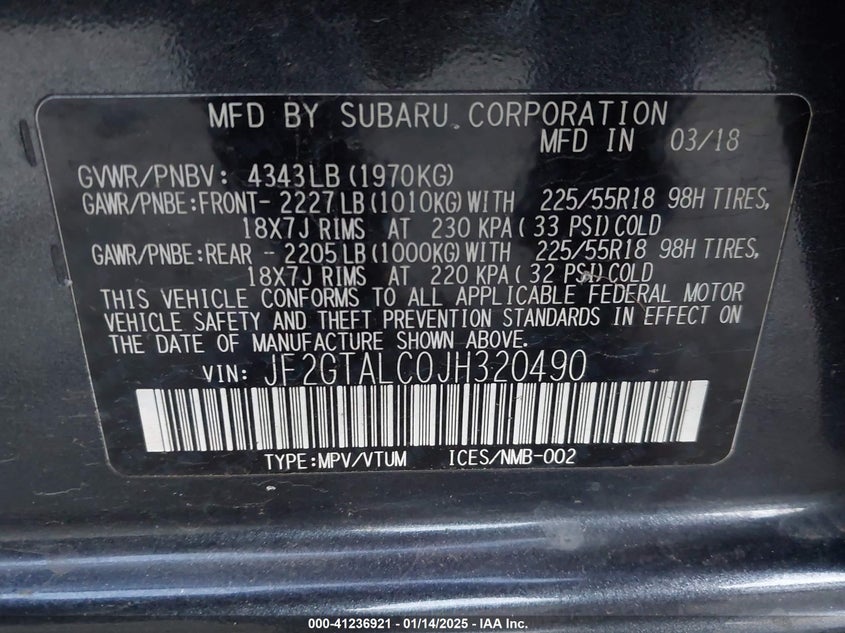 MFD BY SUBARU CORPORATION
MFD IN 03/18
GVWR/PNBV: 4343LB(1970KG)
GAWR/PNBE:FRONT- 2227LB(1010KG)WITH 225/55R18 98H TIRES,
18X7J RIMS AT 230 KPA( 33 PSI)COLD
GAWR/PNBE:REAR - 2205LB(1000KG)WITH 225/55R18 98H TIRES,
18X7J RIMS AT 220 KPA( 32 PSI)COLD
THIS VEHICLE CONFORMS TO ALL APPLICABLE FEDERAL MOTOR
VEHICLE SAFETY AND THEFT PREVENTION STANDARDS IN EFFECT ON
THE DATE OF MANUFACTURE SHOWN ABOVE.
VIN: JF2GTALC0JH320490
TYPE:MPV/VTUM ICES/NMB-002
000-41236921 - 01/14/2025 - IAA Inc.